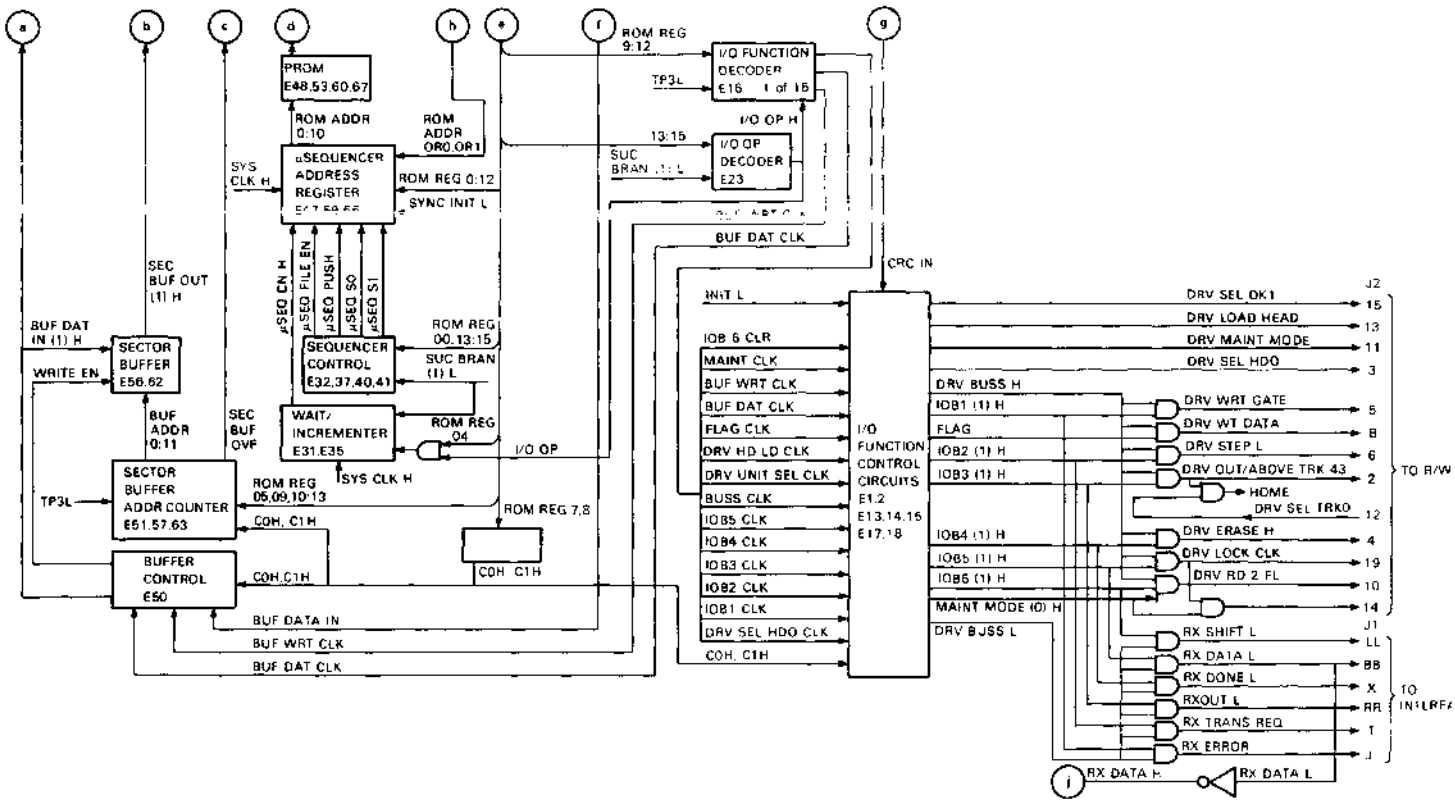 a
b
c
d
h
e
f
g
PROM
E48,53,60,67
ROM ADDR
0:10
ROM
ADDR
OR0,OR1
µSEQUENCER
ADDRESS
REGISTER
SYS
CLK H
ROM REG 0:12
SYNC INIT L
ROM REG
9:12
TP3L
I/O FUNCTION
DECODER
E16 1 of 16
I/O OP H
13:15
SUC
BRAN (1) L
I/O OP
DECODER
E23
BUF WRT CLK
BUF DAT CLK
CRC IN
µSEQ CN H
µSEQ FILE EN
µSEQ PUSH
µSEQ S0
µSEQ S1
SEC
BUF OUT
(1) H
BUF DAT
IN (1) H
WRITE EN
SECTOR
BUFFER
E56,62
BUF
ADDR
0:11
SEC
BUF
OVF
SEQUENCER
CONTROL
E32,37,40,41
ROM REG
00,13:15
SUC BRAN
(1) L
WAIT/
INCREMENTER
E31,E35
ROM REG
04
I/O OP
SYS CLK H
SECTOR
BUFFER
ADDR COUNTER
E51,57,63
TP3L
ROM REG
05,09,10:13
C0H, C1H
ROM REG 7,8
C0H C1H
BUFFER
CONTROL
E50
C0H,C1H
BUF DATA IN
BUF WRT CLK
BUF DAT CLK
INIT L
IOB 6 CLR
MAINT CLK
BUF WRT CLK
BUF DAT CLK
FLAG CLK
DRV HD LD CLK
DRV UNIT SEL CLK
BUSS CLK
IOB5 CLK
IOB4 CLK
IOB3 CLK
IOB2 CLK
IOB1 CLK
DRV SEL HD0 CLK
C0H, C1H
I/O
FUNCTION
CONTROL
CIRCUITS
E1,2
E13,14,15
E17,18
DRV BUSS H
IOB1 (1) H
FLAG
IOB2 (1) H
IOB3 (1) H
IOB4 (1) H
IOB5 (1) H
IOB6 (1) H
MAINT MODE (0) H
DRV BUSS L
J2
DRV SEL DK1 15
DRV LOAD HEAD 13
DRV MAINT MODE 11
DRV SEL HD0 3
DRV WRT GATE 5
DRV WT DATA 8
DRV STEP L 6
DRV OUT/ABOVE TRK 43 2
HOME
DRV SEL TRK0 12
DRV ERASE H 4
DRV LOCK CLK 19
DRV RD 2 FL 10
14
TO R/W
J1
RX SHIFT L LL
RX DATA L BB
RX DONE L X
RXOUT L RR
RX TRANS REQ T
RX ERROR J
TO
INTERFA
j
RX DATA H
RX DATA L